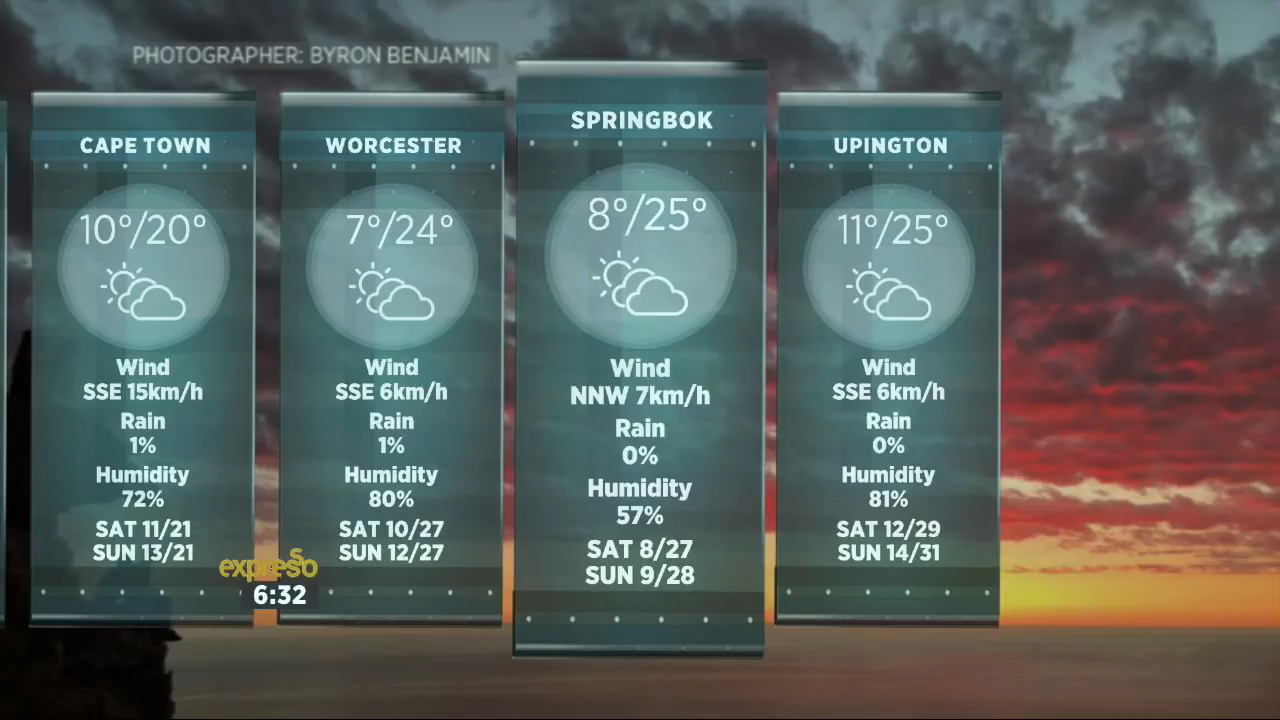 PHOTOGRAPHER: BYRON BENJAMIN
CAPE TOWN
10°/20°
Wind
SSE 15km/h
Rain
1%
Humidity
72%
SAT 11/21
SUN 13/21
WORCESTER
7°/24°
Wind
SSE 6km/h
Rain
1%
Humidity
80%
SAT 10/27
SUN 12/27
SPRINGBOK
8°/25°
Wind
NNW 7km/h
Rain
0%
Humidity
57%
SAT 8/27
SUN 9/28
UPINGTON
11°/25°
Wind
SSE 6km/h
Rain
0%
Humidity
81%
SAT 12/29
SUN 14/31
expresso
6:32